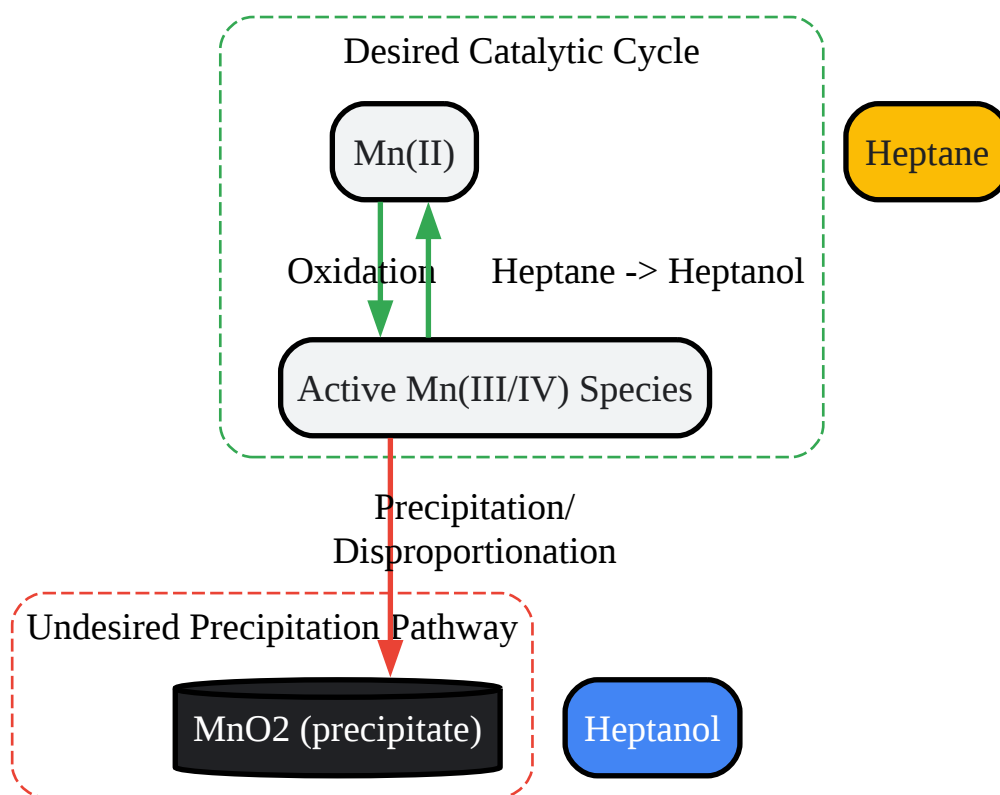 Desired Catalytic Cycle
Mn(II)
Heptane
Oxidation
Heptane -> Heptanol
Active Mn(III/IV) Species
Precipitation/
Disproportionation
Undesired Precipitation Pathway
MnO2 (precipitate)
Heptanol